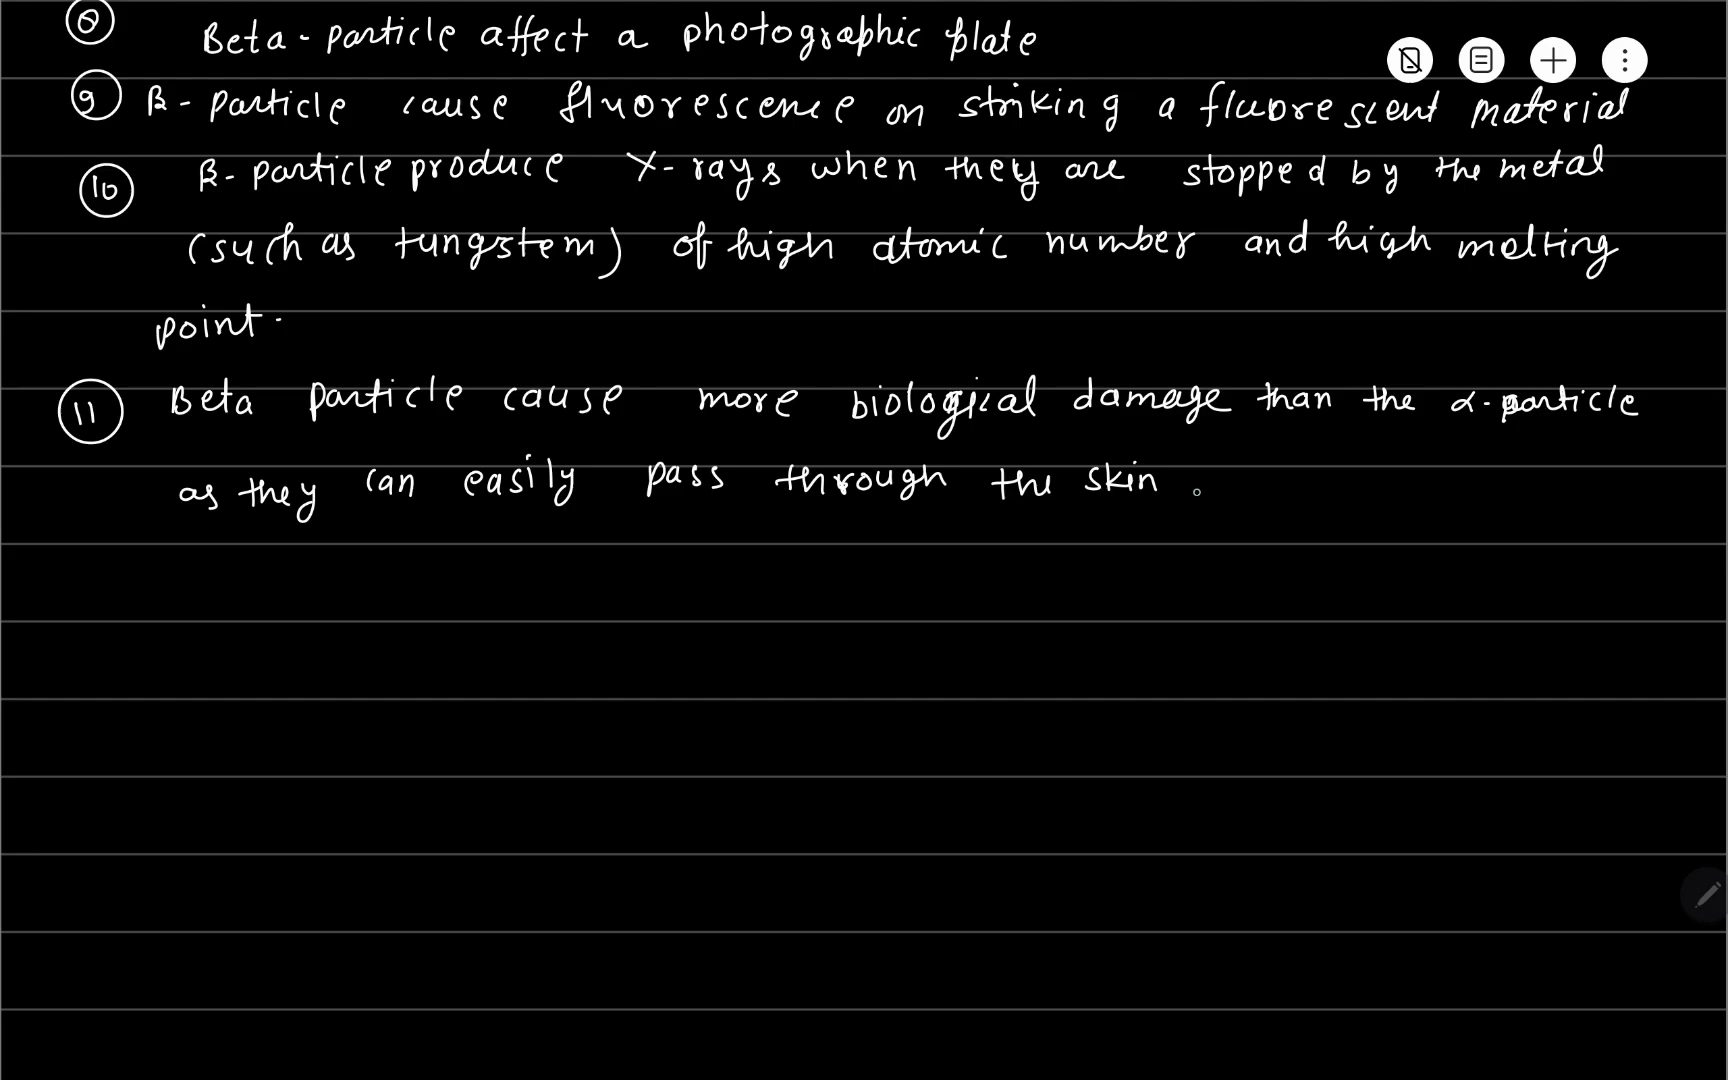 ⑧ Beta-particle affect a photographic plate
⑨ β-particle cause fluorescence on striking a fluorescent material
⑩ β-particle produce X-rays when they are stopped by the metal
(such as tungstem) of high atomic number and high melting
point.
⑪ Beta particle cause more biological damage than the α-particle
as they can easily pass through the skin.